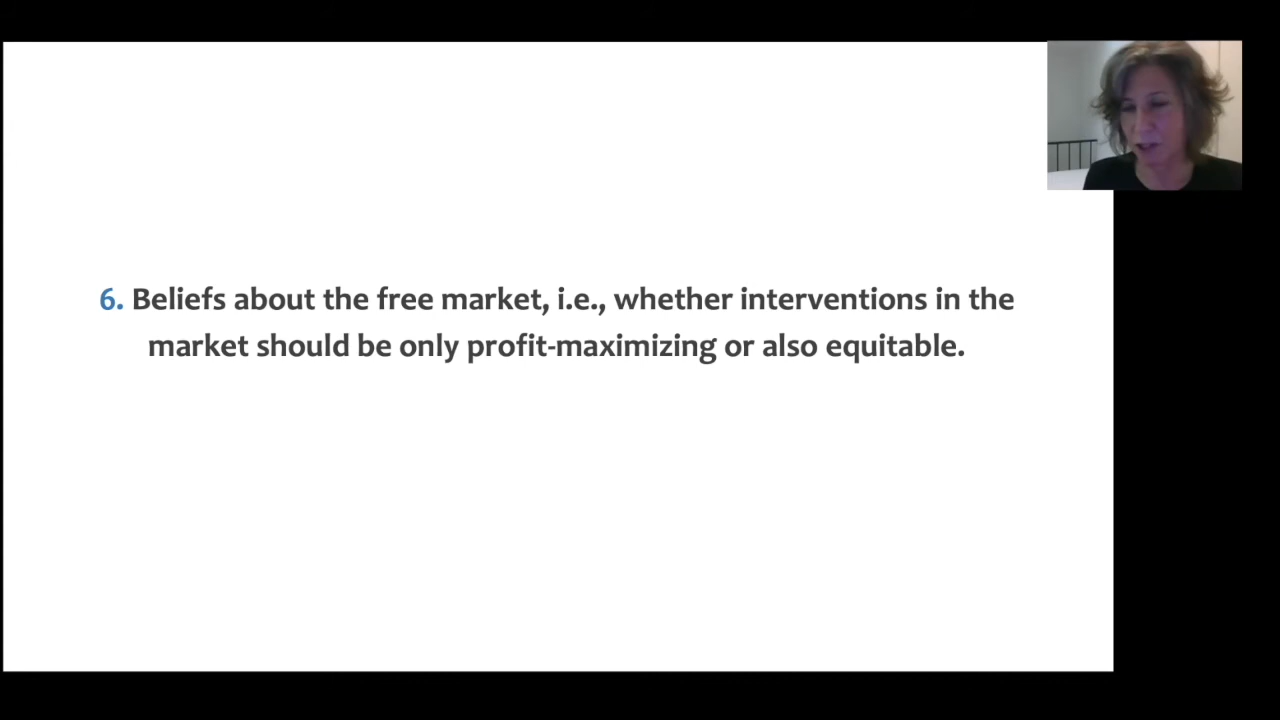 6. Beliefs about the free market, i.e., whether interventions in the
market should be only profit-maximizing or also equitable.